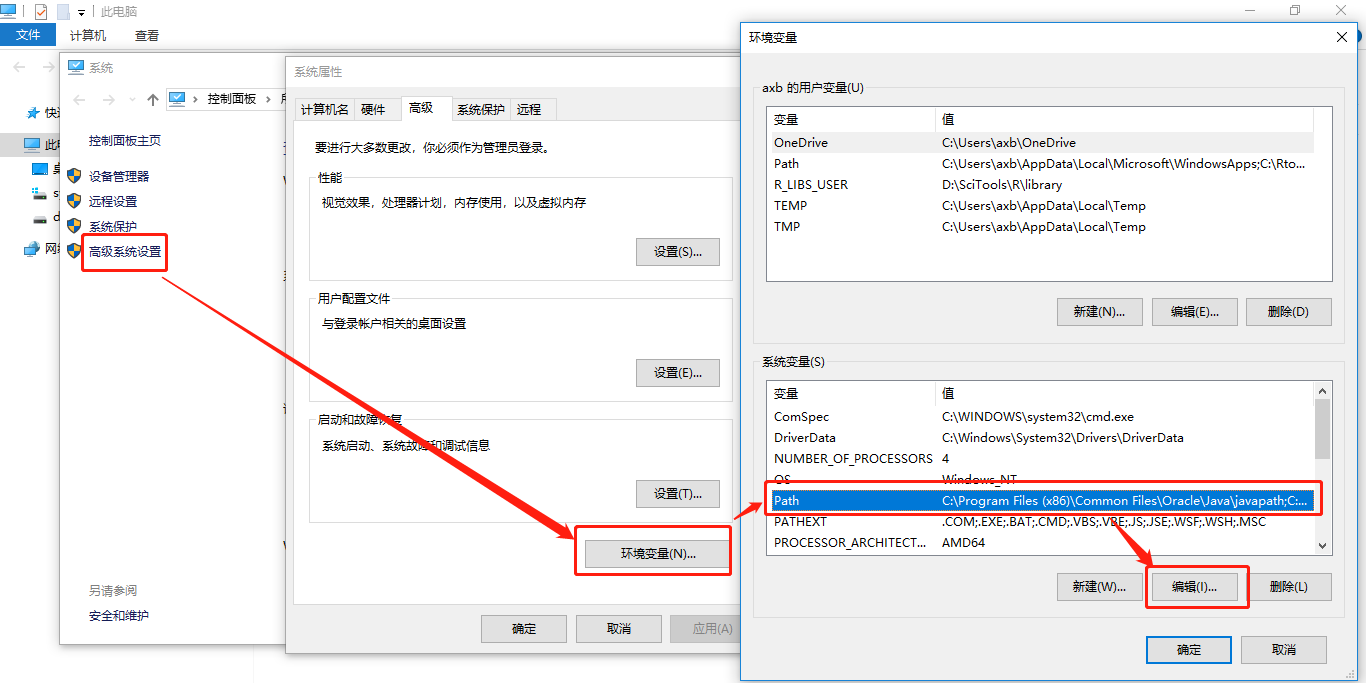 此电脑
文件
计算机
查看
快
此
桌
网络
系统
控制面板
控制面板主页
设备管理器
远程设置
系统保护
高级系统设置
另请参阅
安全和维护
系统属性
计算机名
硬件
高级
系统保护
远程
要进行大多数更改，你必须作为管理员登录。
性能
视觉效果，处理器计划，内存使用，以及虚拟内存
设置(S)...
用户配置文件
与登录帐户相关的桌面设置
设置(E)...
启动和故障恢复
系统启动、系统故障和调试信息
设置(T)...
环境变量(N)...
确定
取消
应用(A)
环境变量
axb 的用户变量(U)
变量 值
OneDrive C:\Users\axb\OneDrive
Path C:\Users\axb\AppData\Local\Microsoft\WindowsApps;C:\Rto...
R_LIBS_USER D:\SciTools\R\library
TEMP C:\Users\axb\AppData\Local\Temp
TMP C:\Users\axb\AppData\Local\Temp
新建(N)...
编辑(E)...
删除(D)
系统变量(S)
变量 值
ComSpec C:\WINDOWS\system32\cmd.exe
DriverData C:\Windows\System32\Drivers\DriverData
NUMBER_OF_PROCESSORS 4
OS Windows_NT
Path C:\Program Files (x86)\Common Files\Oracle\Java\javapath;C:...
PATHEXT .COM;.EXE;.BAT;.CMD;.VBS;.VBE;.JS;.JSE;.WSF;.WSH;.MSC
PROCESSOR_ARCHITECT... AMD64
新建(W)...
编辑(I)...
删除(L)
确定
取消